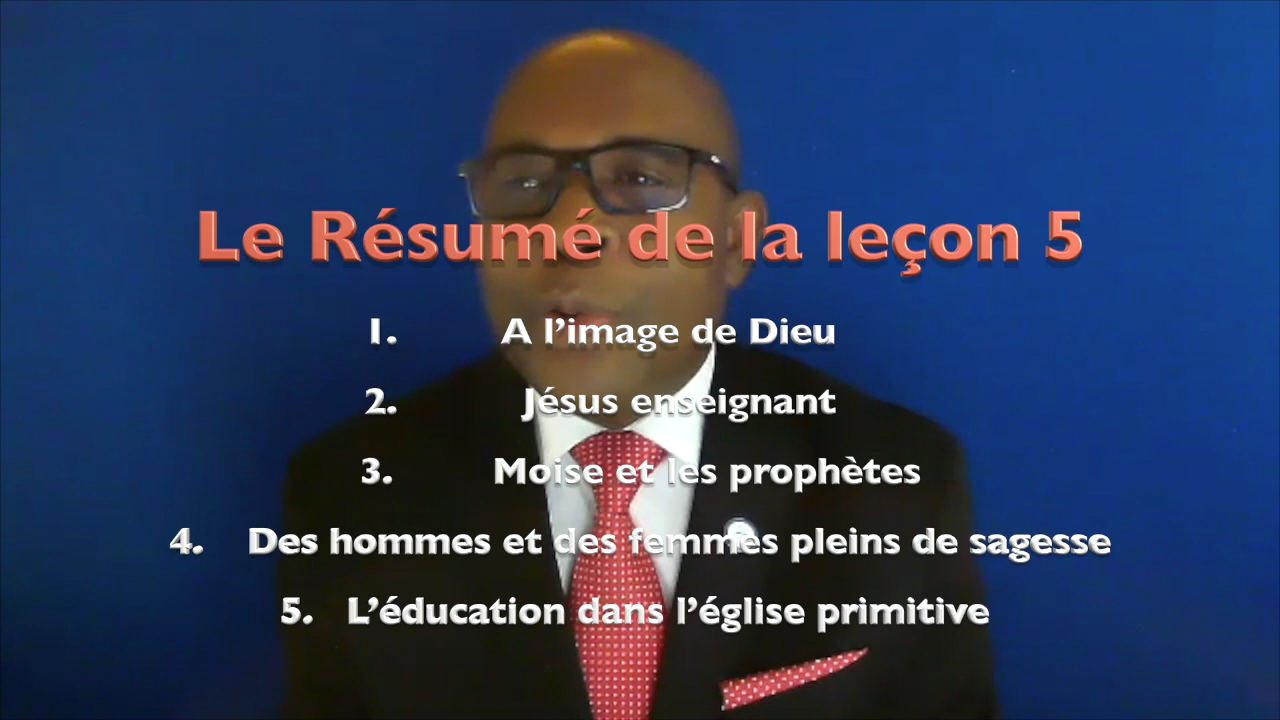 Le Résumé de la leçon 5
1. A l’image de Dieu
2. Jésus enseignant
3. Moise et les prophètes
4. Des hommes et des femmes pleins de sagesse
5. L’éducation dans l’église primitive